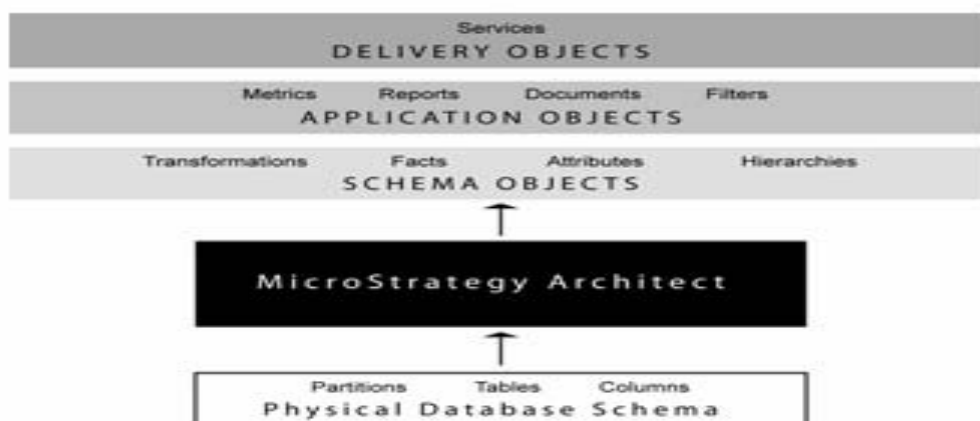 Services
DELIVERY OBJECTS
Metrics Reports Documents Filters
APPLICATION OBJECTS
Transformations Facts Attributes Hierarchies
SCHEMA OBJECTS
MicroStrategy Architect
Partitions Tables Columns
Physical Database Schema